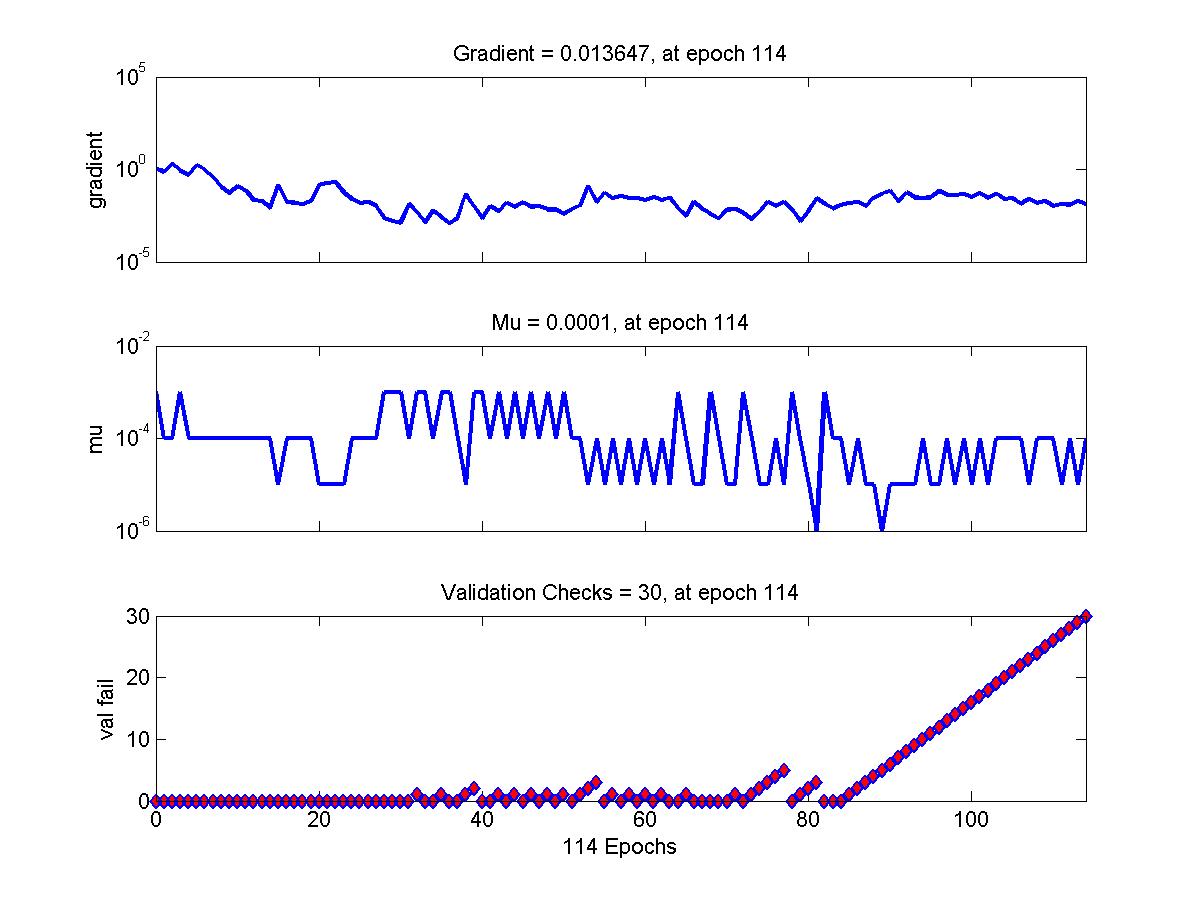 Gradient = 0.013647, at epoch 114
10^5
10^0
10^-5
gradient
Mu = 0.0001, at epoch 114
10^-2
10^-4
10^-6
mu
Validation Checks = 30, at epoch 114
30
20
10
0
val fail
0 20 40 60 80 100
114 Epochs